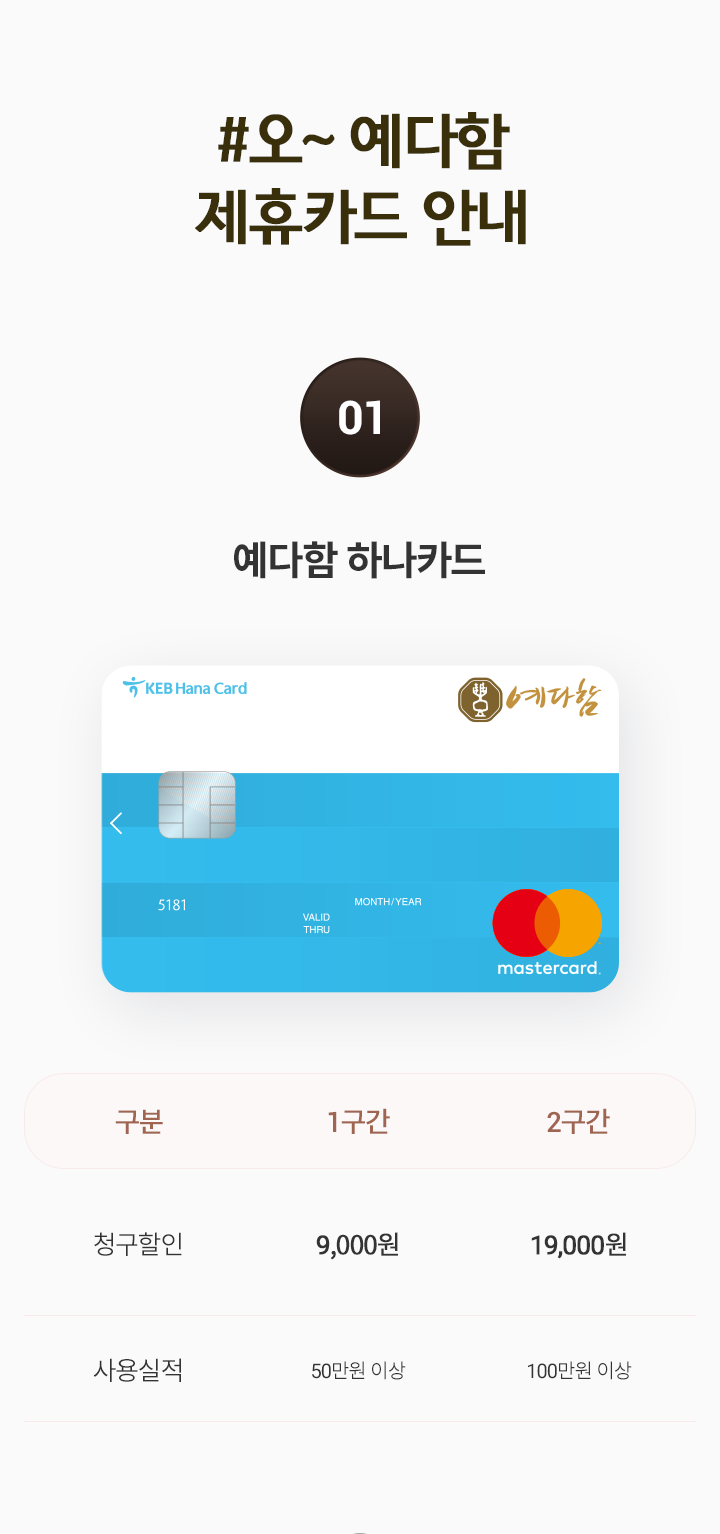 #오~ 예다함
제휴카드 안내
01
예다함 하나카드
KEB Hana Card
예다함
5181
MONTH/YEAR
VALID
THRU
mastercard.
구분 1구간 2구간
청구할인 9,000원 19,000원
사용실적 50만원 이상 100만원 이상